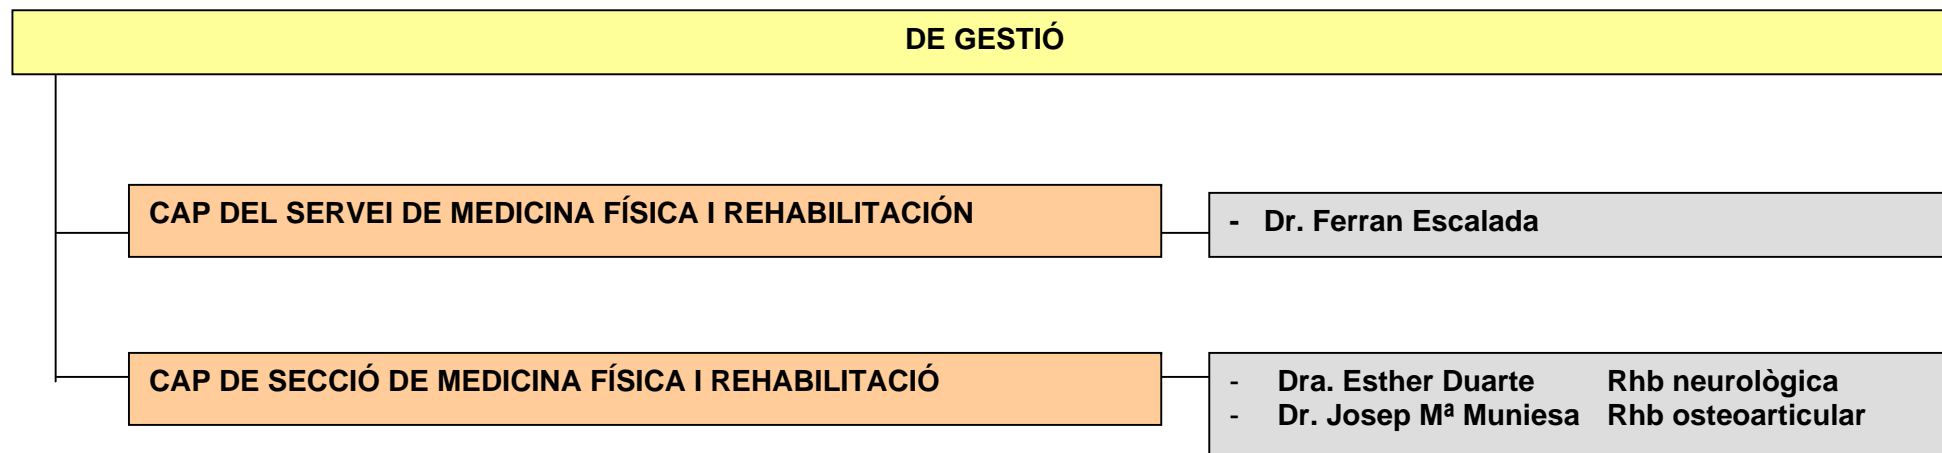 DE GESTIÓ
CAP DEL SERVEI DE MEDICINA FÍSICA I REHABILITACIÓN
- Dr. Ferran Escalada
CAP DE SECCIÓ DE MEDICINA FÍSICA I REHABILITACIÓ
- Dra. Esther Duarte Rhb neurològica
- Dr. Josep Mª Muniesa Rhb osteoarticular